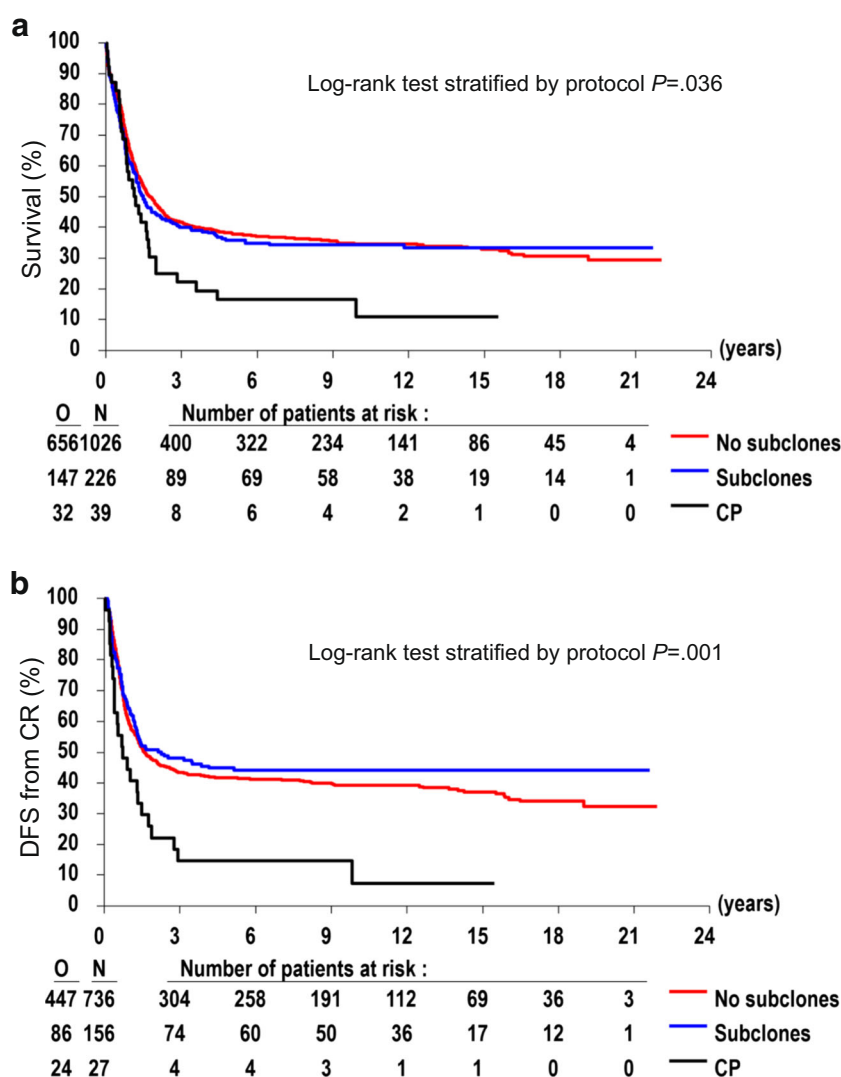 a
100
Log-rank test stratified by protocol P=.036
90
80
70
60
50
40
30
20
10
0
Survival (%)
(years)
0 3 6 9 12 15 18 21 24
O N Number of patients at risk :
656 1026 400 322 234 141 86 45 4 No subclones
147 226 89 69 58 38 19 14 1 Subclones
32 39 8 6 4 2 1 0 0 CP
b
100
90
Log-rank test stratified by protocol P=.001
80
70
60
50
40
30
20
10
0
DFS from CR (%)
(years)
0 3 6 9 12 15 18 21 24
O N Number of patients at risk :
447 736 304 258 191 112 69 36 3 No subclones
86 156 74 60 50 36 17 12 1 Subclones
24 27 4 4 3 1 1 0 0 CP